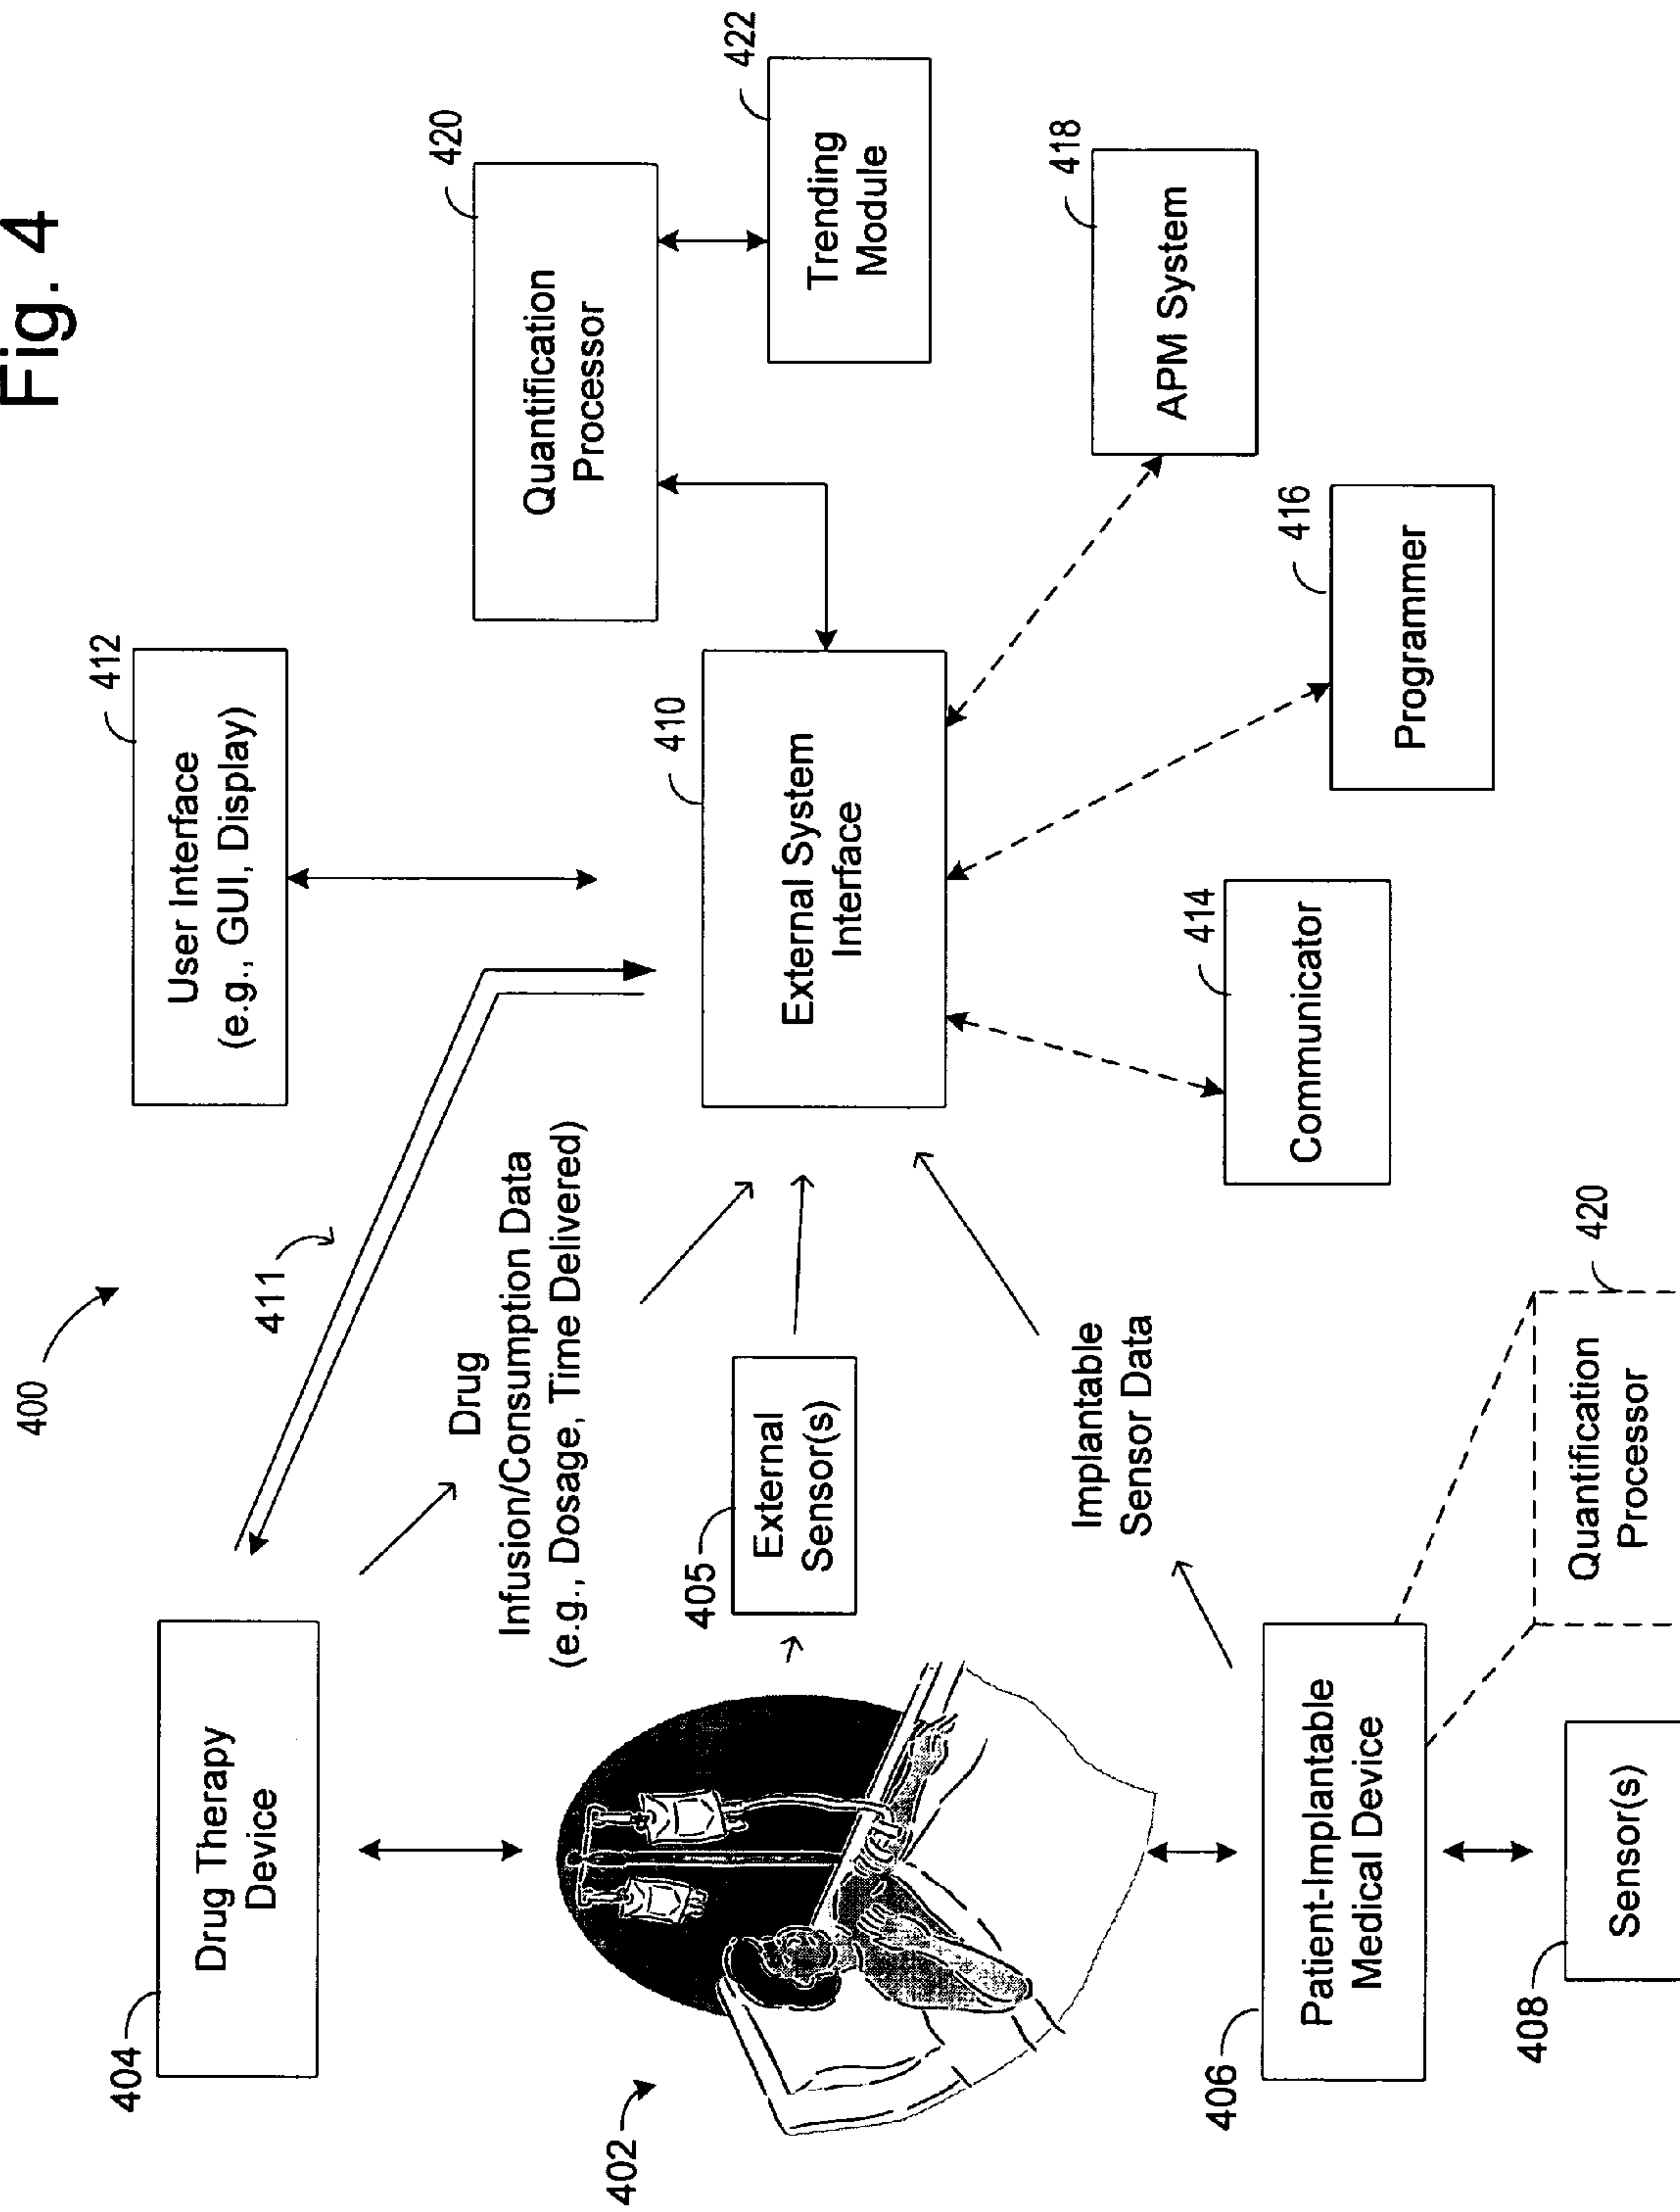 Fig. 4
400
404
Drug Therapy
Device
411
412
User Interface
(e.g., GUI, Display)
420
Quantification
Processor
422
Trending
Module
Drug
Infusion/Consumption Data
(e.g., Dosage, Time Delivered)
402
405
External
Sensor(s)
410
External System
Interface
418
APM System
Implantable
Sensor Data
414
Communicator
416
Programmer
406
Patient-Implantable
Medical Device
408
Sensor(s)
420
Quantification
Processor